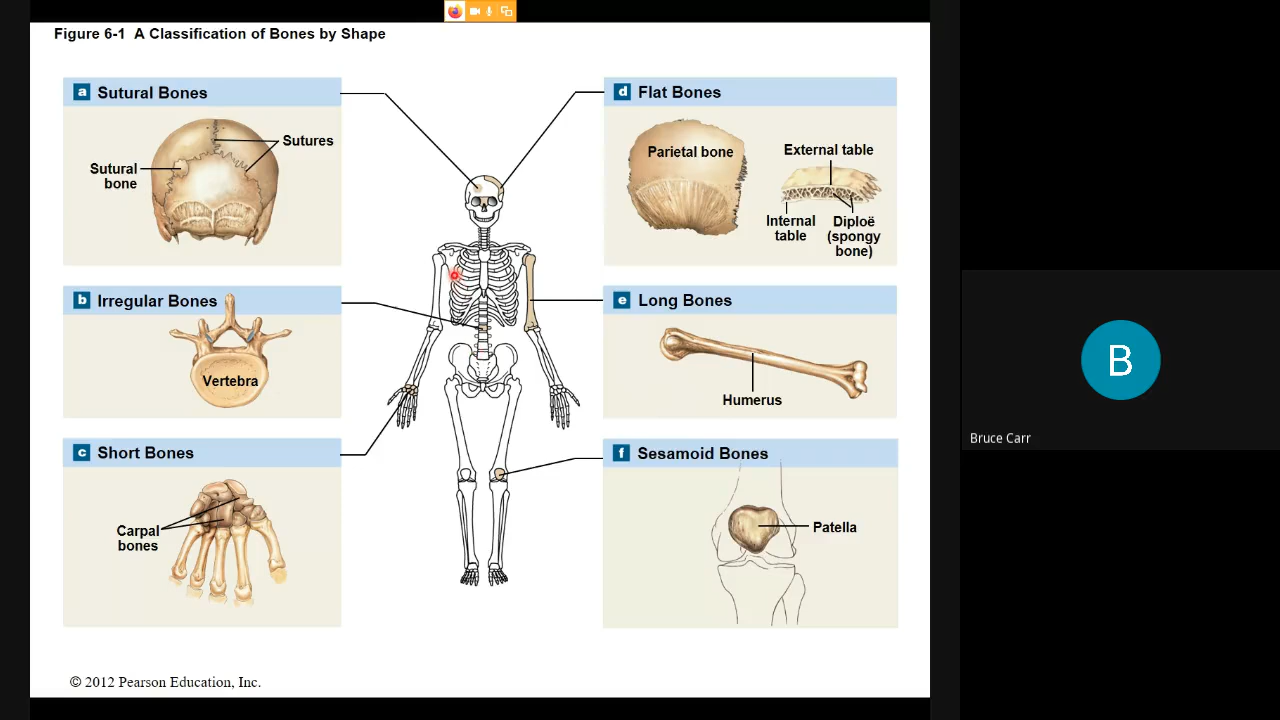 Figure 6-1 A Classification of Bones by Shape
a Sutural Bones
Sutures
Sutural
bone
b Irregular Bones
Vertebra
c Short Bones
Carpal
bones
d Flat Bones
Parietal bone
External table
Internal
table
Diploë
(spongy
bone)
e Long Bones
Humerus
f Sesamoid Bones
Patella
© 2012 Pearson Education, Inc.
B
Bruce Carr